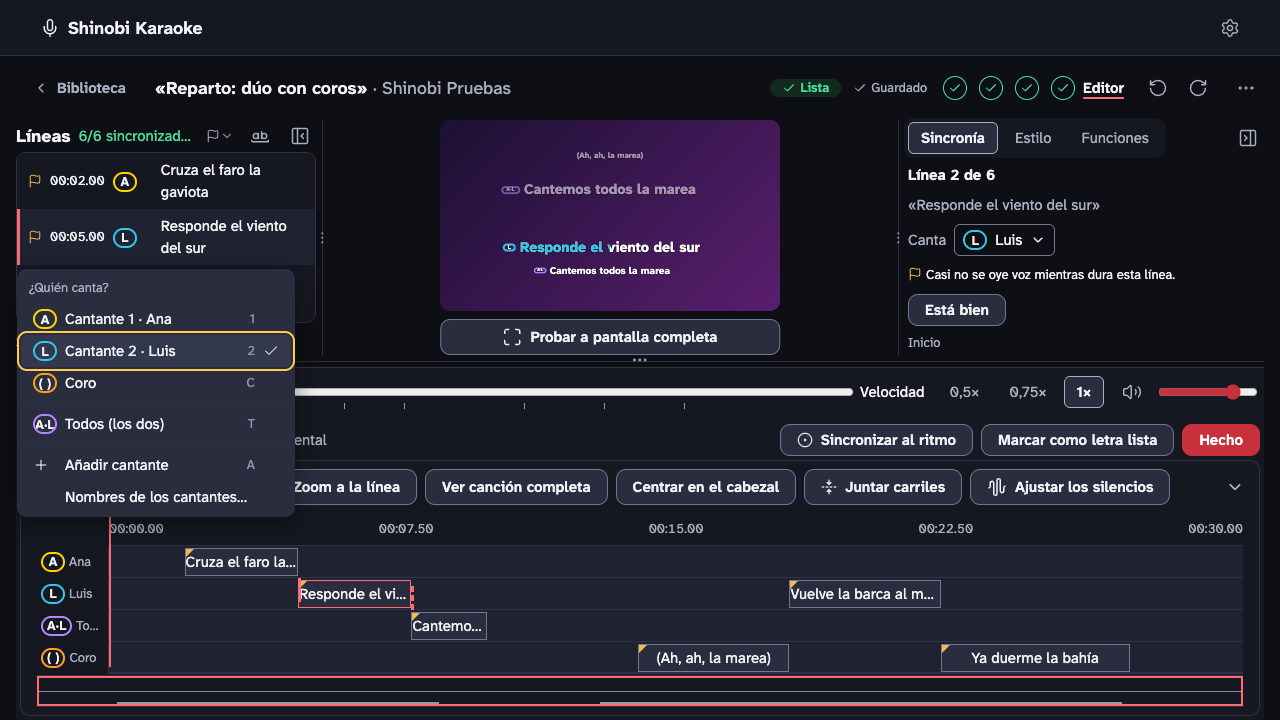 Shinobi Karaoke
Biblioteca
«Reparto: dúo con coros» · Shinobi Pruebas
Lista
Guardado
Editor
Líneas
6/6 sincronizad...
ab
00:02.00
A
Cruza el faro la
gaviota
00:05.00
L
Responde el viento
del sur
¿Quién canta?
A
Cantante 1 · Ana
1
L
Cantante 2 · Luis
2
( )
Coro
C
A·L
Todos (los dos)
T
Añadir cantante
A
Nombres de los cantantes...
(Ah, ah, la marea)
A·L Cantemos todos la marea
L Responde el viento del sur
A·L Cantemos todos la marea
Probar a pantalla completa
Sincronía
Estilo
Funciones
Línea 2 de 6
«Responde el viento del sur»
Canta
L
Luis
Casi no se oye voz mientras dura esta línea.
Está bien
Inicio
Velocidad
0,5×
0,75×
1×
ental
Sincronizar al ritmo
Marcar como letra lista
Hecho
Zoom a la línea
Ver canción completa
Centrar en el cabezal
Juntar carriles
Ajustar los silencios
00:00.00
00:07.50
00:15.00
00:22.50
00:30.00
A
Ana
Cruza el faro la...
L
Luis
Responde el vi...
Vuelve la barca al m...
A·L
To...
Cantemo...
( )
Coro
(Ah, ah, la marea)
Ya duerme la bahía